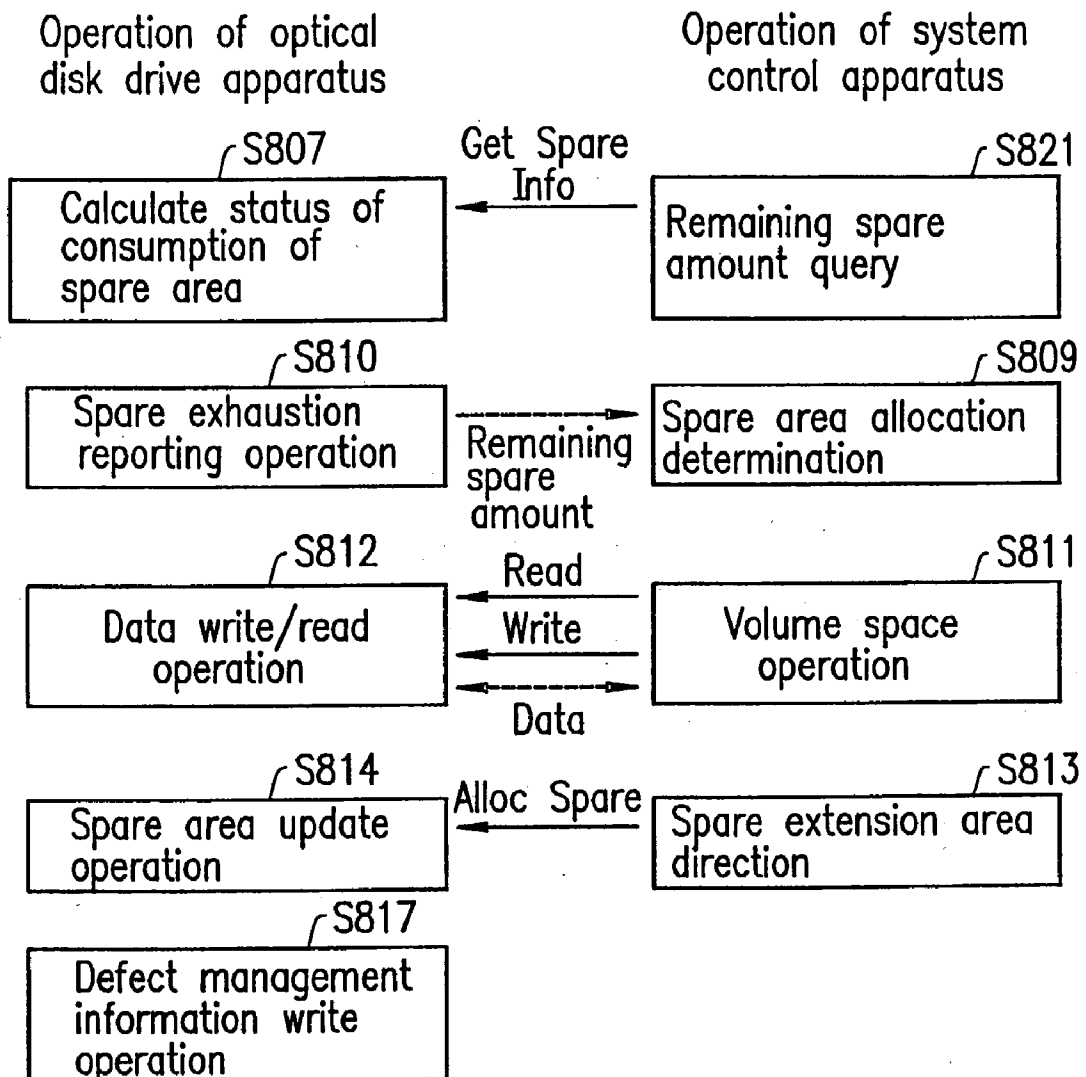 Operation of optical
disk drive apparatus
Operation of system
control apparatus
S807
Get Spare
Info
S821
Calculate status of
consumption of
spare area
Remaining spare
amount query
S810
S809
Spare exhaustion
reporting operation
Remaining
spare
amount
Spare area allocation
determination
S812
Read
S811
Data write/read
operation
Write
Volume space
operation
Data
S814
Alloc Spare
S813
Spare area update
operation
Spare extension area
direction
S817
Defect management
information write
operation